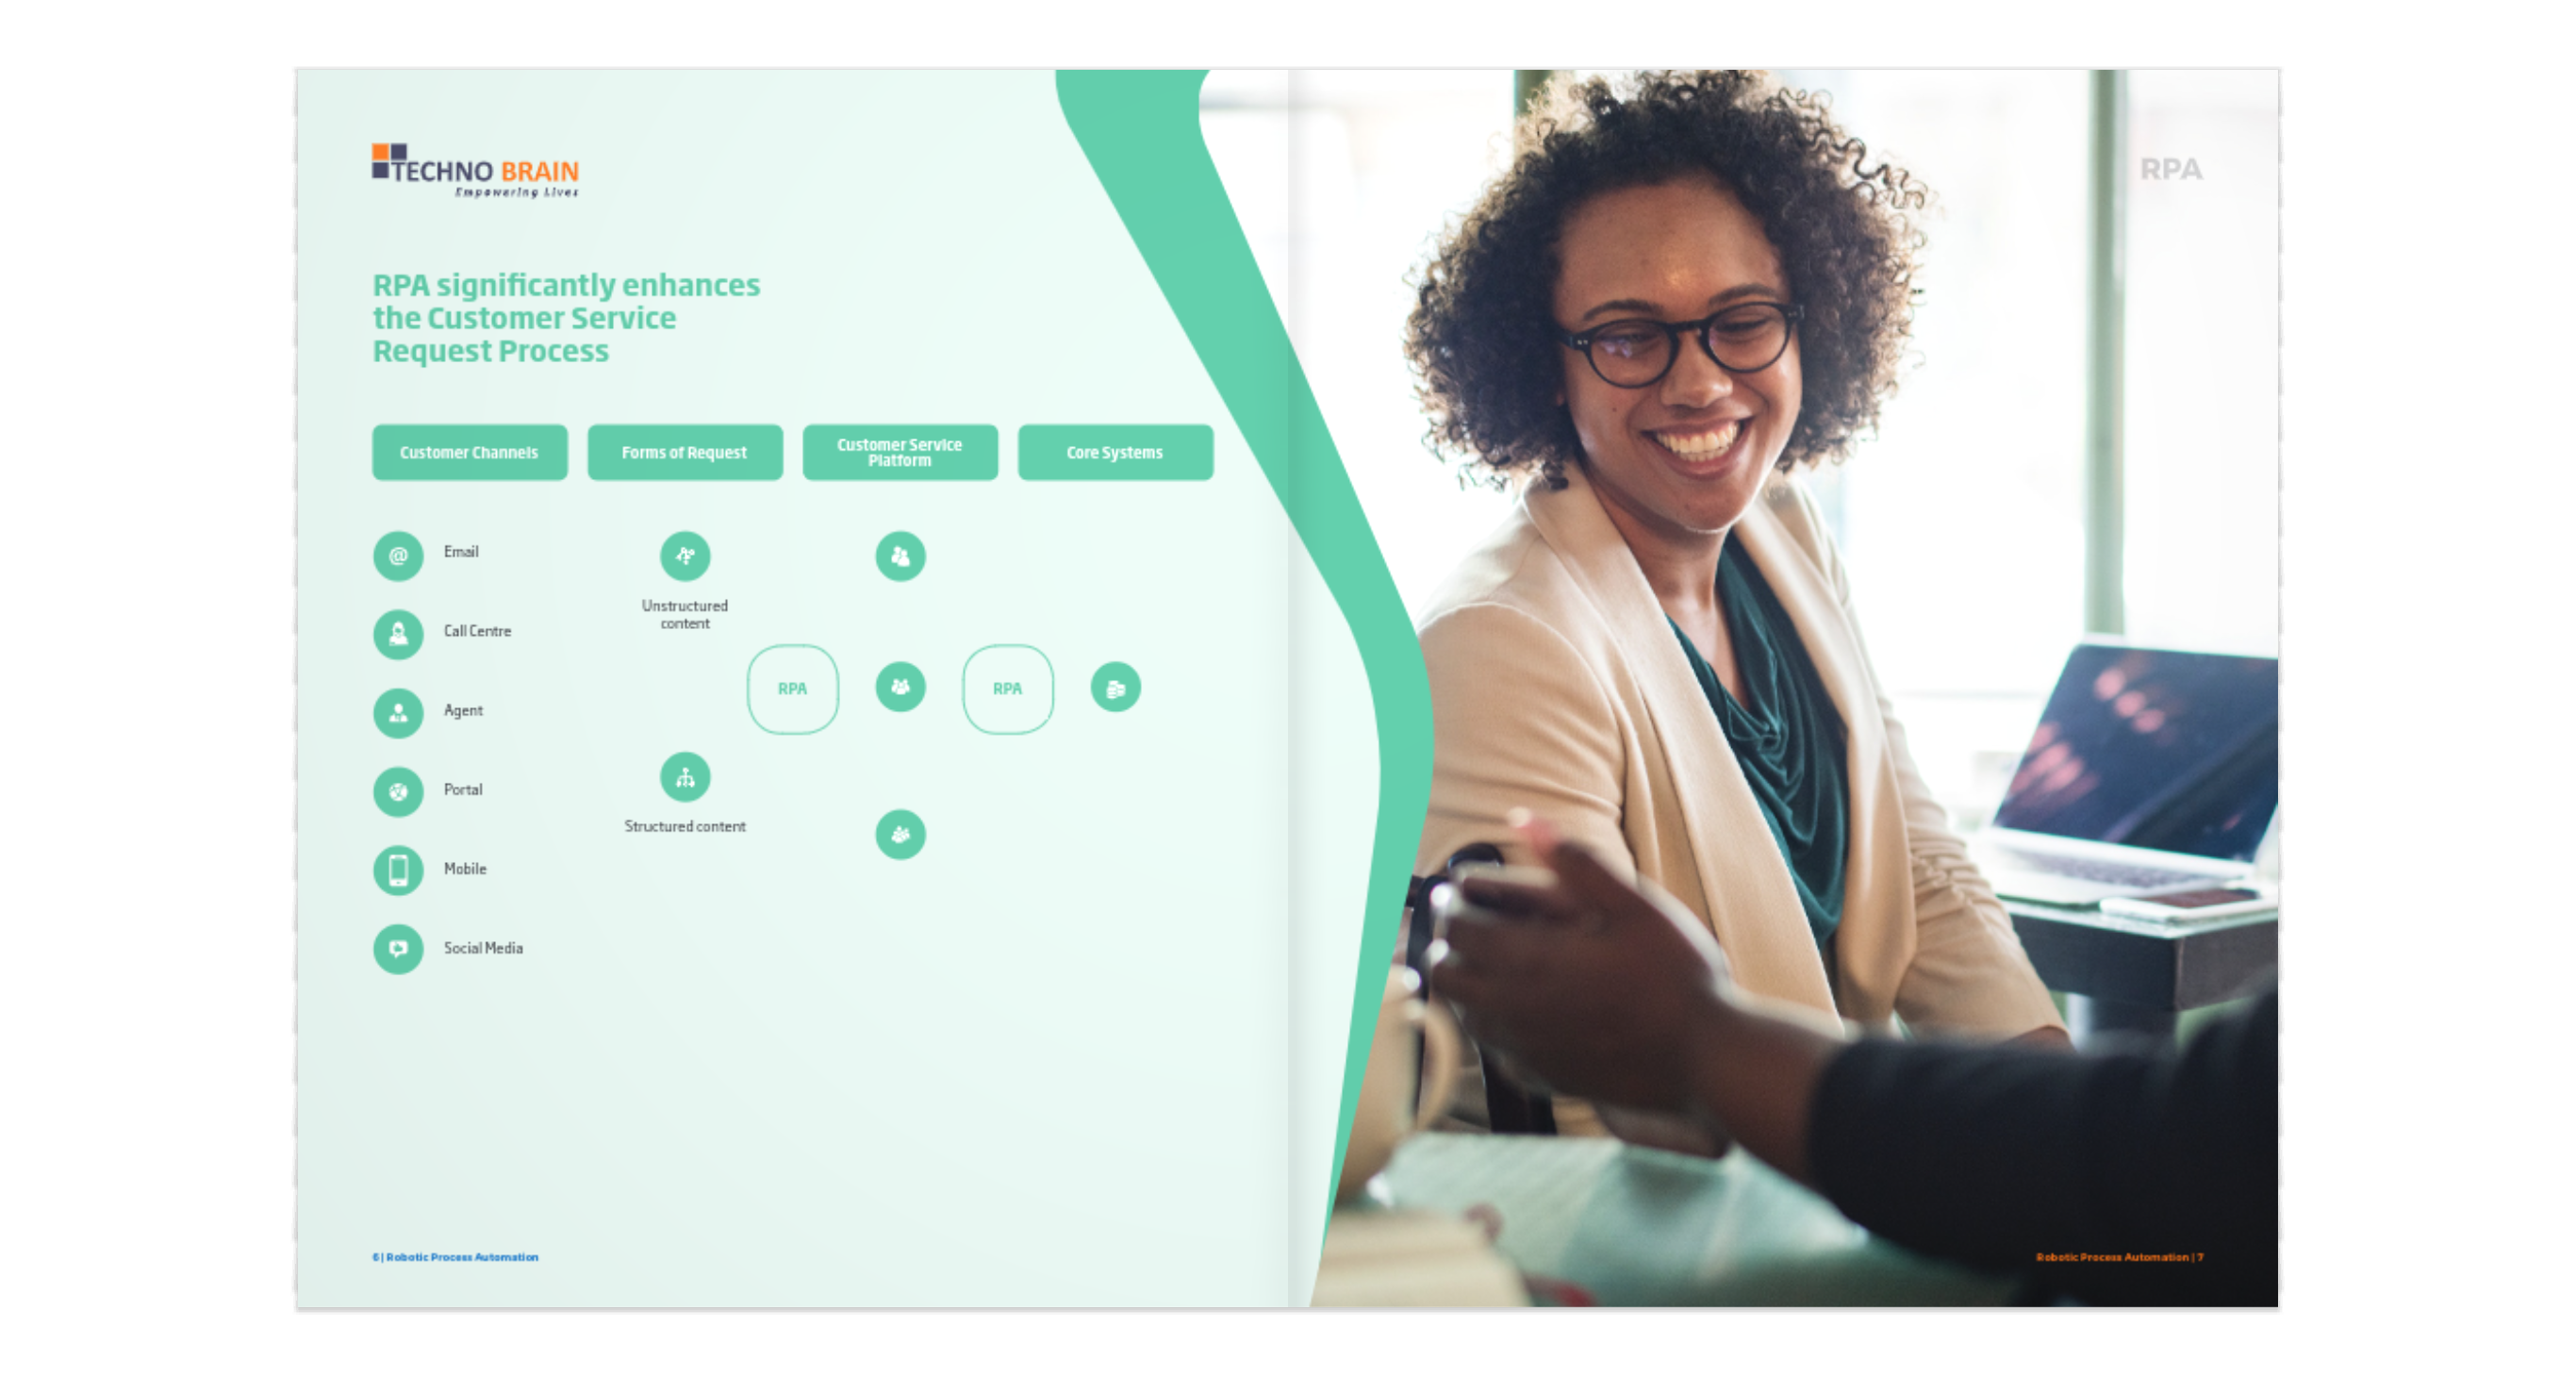 TECHNO BRAIN
Empowering Lives
RPA
RPA significantly enhances
the Customer Service
Request Process
Customer Channels
Forms of Request
Customer Service
Platform
Core Systems
@
Email
Call Centre
Agent
Portal
Mobile
Social Media
Unstructured
content
Structured content
RPA
RPA
6 | Robotic Process Automation
Robotic Process Automation | 7